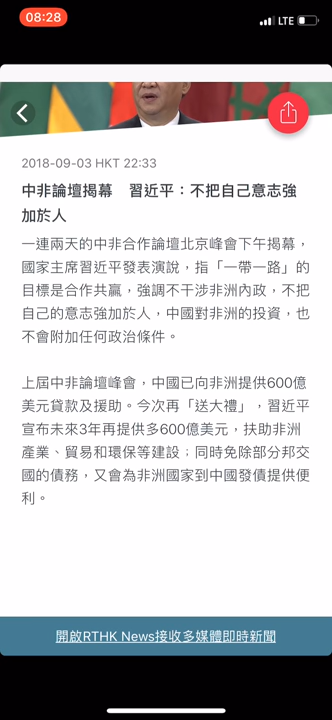 08:28
LTE
2018-09-03 HKT 22:33
中非論壇揭幕　習近平：不把自己意志強
加於人
一連兩天的中非合作論壇北京峰會下午揭幕，
國家主席習近平發表演說，指「一帶一路」的
目標是合作共贏，強調不干涉非洲內政，不把
自己的意志強加於人，中國對非洲的投資，也
不會附加任何政治條件。
上屆中非論壇峰會，中國已向非洲提供600億
美元貸款及援助。今次再「送大禮」，習近平
宣布未來3年再提供多600億美元，扶助非洲
產業、貿易和環保等建設；同時免除部分邦交
國的債務，又會為非洲國家到中國發債提供便
利。
開啟RTHK News接收多媒體即時新聞